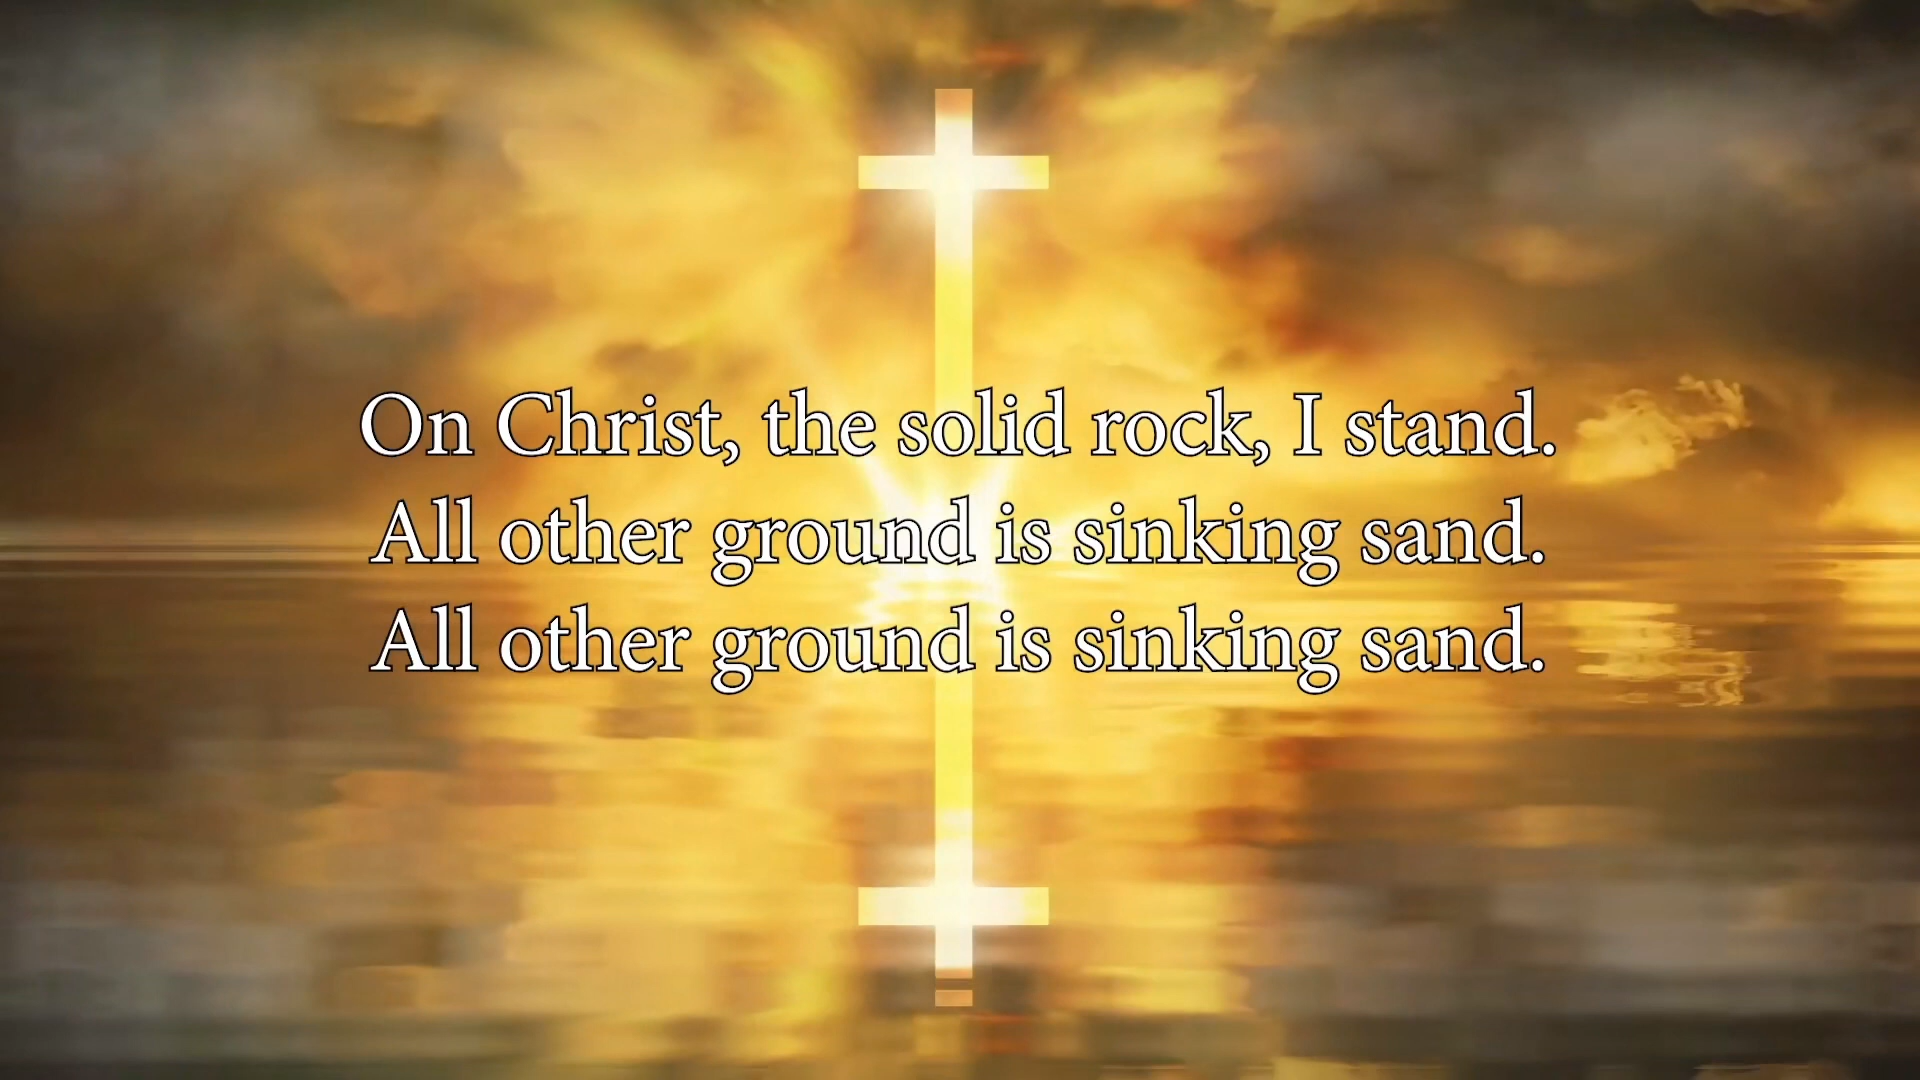 On Christ, the solid rock, I stand.
All other ground is sinking sand.
All other ground is sinking sand.